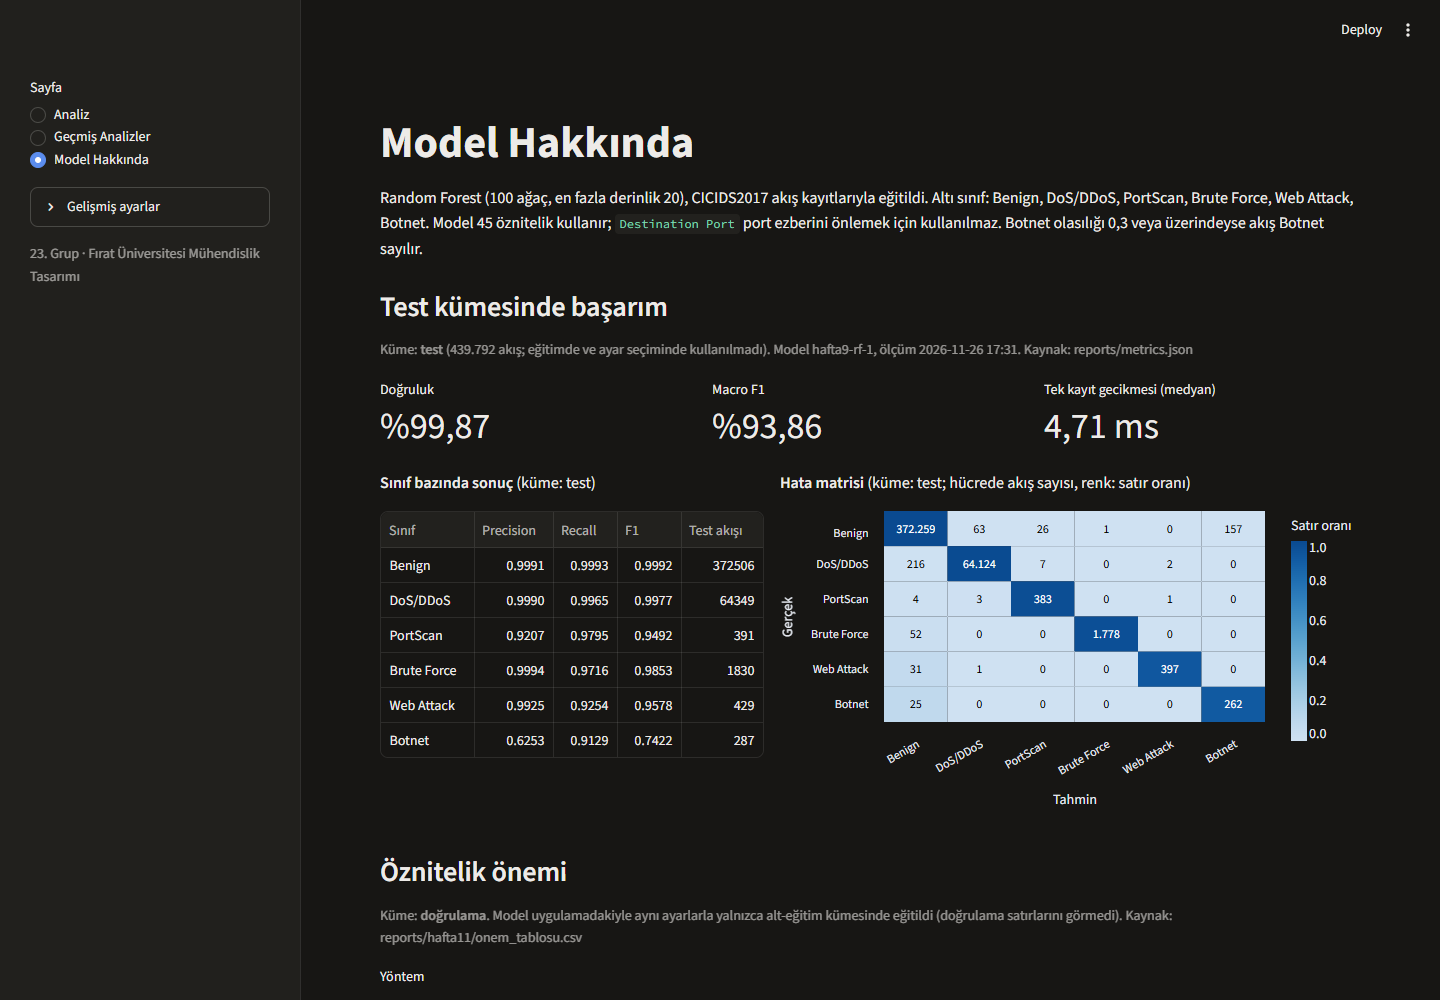 Deploy
Sayfa
Analiz
Geçmiş Analizler
Model Hakkında
Gelişmiş ayarlar
23. Grup · Fırat Üniversitesi Mühendislik
Tasarımı
Model Hakkında
Random Forest (100 ağaç, en fazla derinlik 20), CICIDS2017 akış kayıtlarıyla eğitildi. Altı sınıf: Benign, DoS/DDoS, PortScan, Brute Force, Web Attack,
Botnet. Model 45 öznitelik kullanır; Destination Port port ezberini önlemek için kullanılmaz. Botnet olasılığı 0,3 veya üzerindeyse akış Botnet
sayılır.
Test kümesinde başarım
Küme: test (439.792 akış; eğitimde ve ayar seçiminde kullanılmadı). Model hafta9-rf-1, ölçüm 2026-11-26 17:31. Kaynak: reports/metrics.json
Doğruluk
%99,87
Macro F1
%93,86
Tek kayıt gecikmesi (medyan)
4,71 ms
Sınıf bazında sonuç (küme: test)
Sınıf Precision Recall F1 Test akışı
Benign 0.9991 0.9993 0.9992 372506
DoS/DDoS 0.9990 0.9965 0.9977 64349
PortScan 0.9207 0.9795 0.9492 391
Brute Force 0.9994 0.9716 0.9853 1830
Web Attack 0.9925 0.9254 0.9578 429
Botnet 0.6253 0.9129 0.7422 287
Hata matrisi (küme: test; hücrede akış sayısı, renk: satır oranı)
Gerçek
Benign 372.259 63 26 1 0 157
DoS/DDoS 216 64.124 7 0 2 0
PortScan 4 3 383 0 1 0
Brute Force 52 0 0 1.778 0 0
Web Attack 31 1 0 0 397 0
Botnet 25 0 0 0 0 262
Benign DoS/DDoS PortScan Brute Force Web Attack Botnet
Tahmin
Satır oranı
1.0
0.8
0.6
0.4
0.2
0.0
Öznitelik önemi
Küme: doğrulama. Model uygulamadakiyle aynı ayarlarla yalnızca alt-eğitim kümesinde eğitildi (doğrulama satırlarını görmedi). Kaynak:
reports/hafta11/onem_tablosu.csv
Yöntem